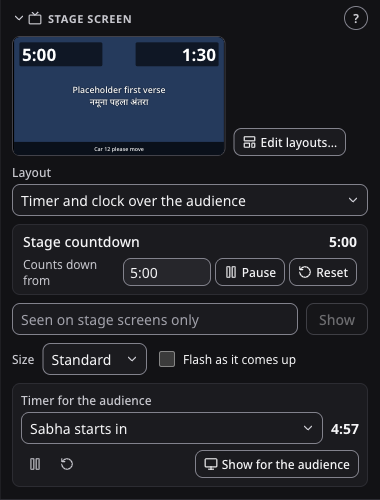 STAGE SCREEN
?
5:00
1:30
Placeholder first verse
नमूना पहला अंतरा
Car 12 please move
Edit layouts...
Layout
Timer and clock over the audience
Stage countdown
5:00
Counts down
from
5:00
Pause
Reset
Seen on stage screens only
Show
Size
Standard
Flash as it comes up
Timer for the audience
Sabha starts in
4:57
Show for the audience